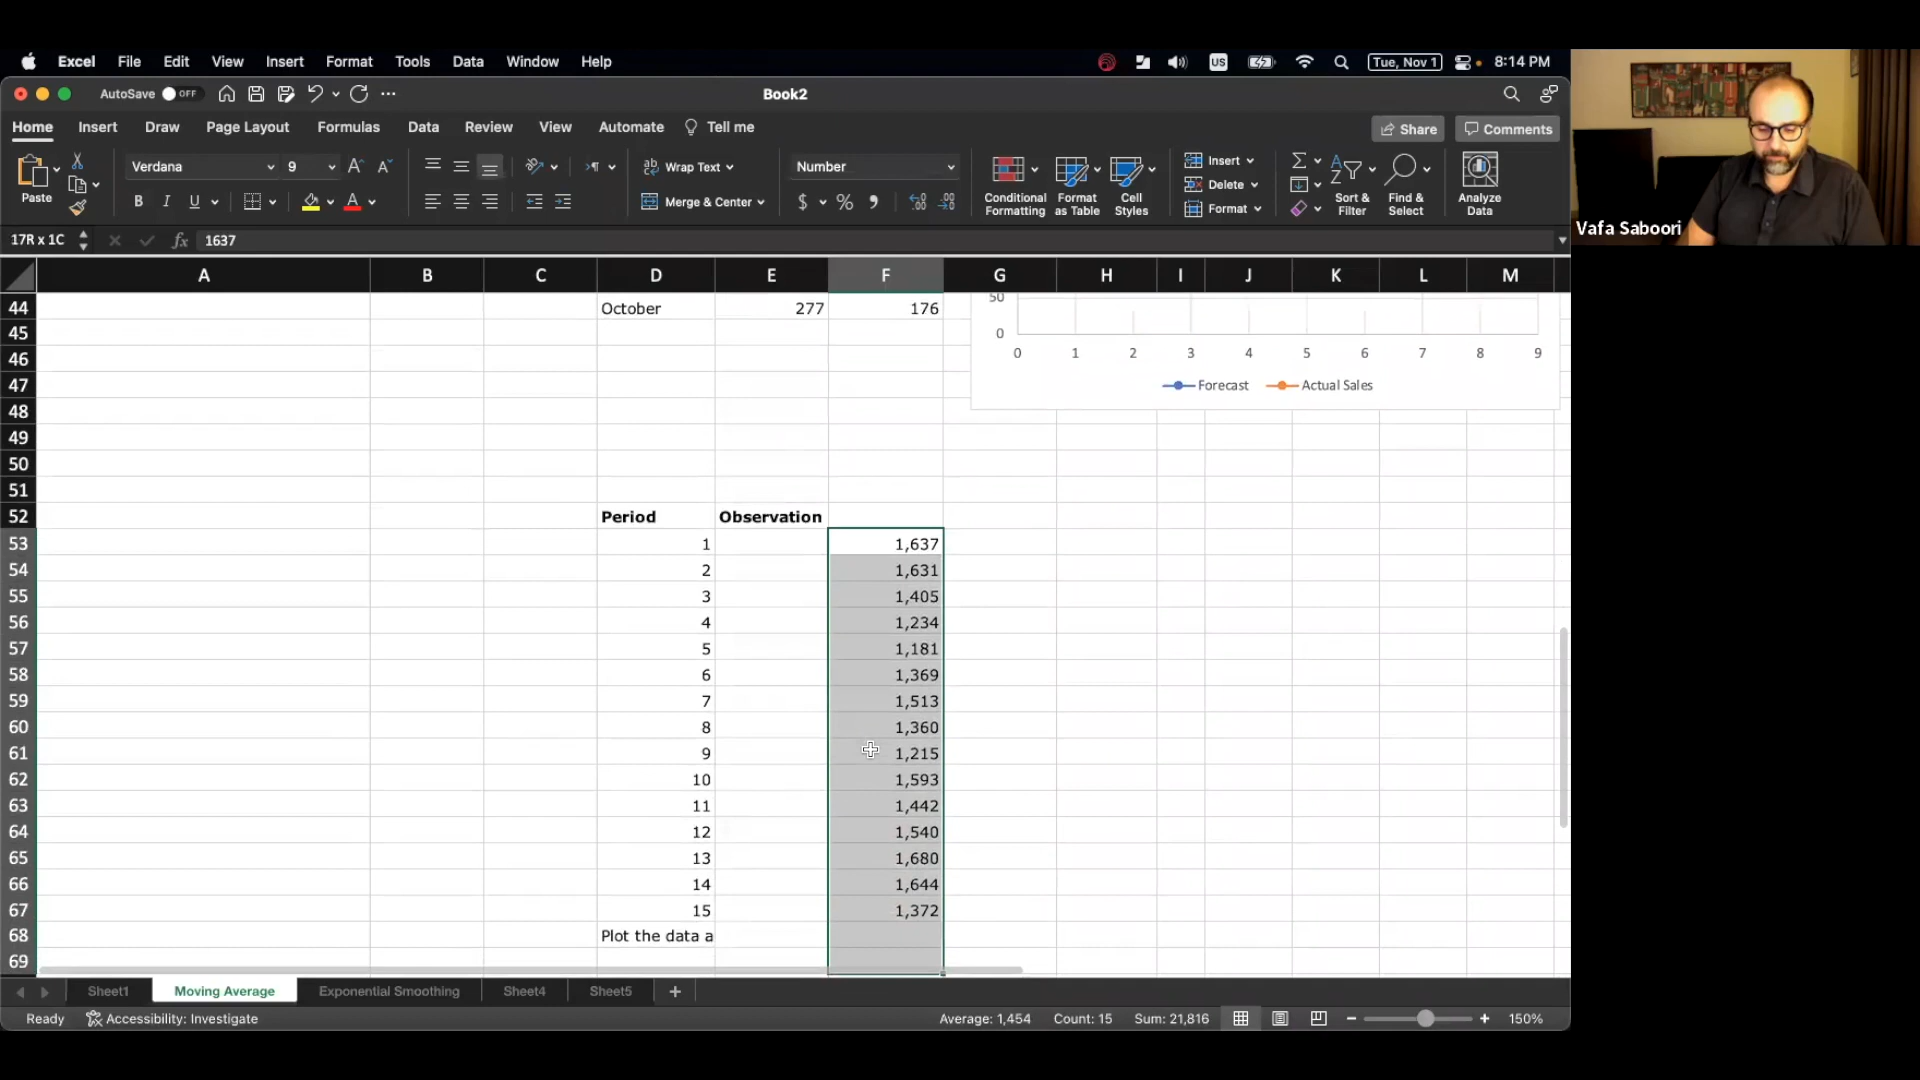 Excel File Edit View Insert Format Tools Data Window Help US Tue, Nov 1 8:14 PM
AutoSave OFF Book2
Home Insert Draw Page Layout Formulas Data Review View Automate Tell me Share Comments
Paste Verdana 9 Wrap Text Number Insert
B I U Merge & Center $ % Conditional Formatting Format as Table Cell Styles Delete Format Sort & Filter Find & Select Analyze Data
Vafa Saboori
17R x 1C fx 1637
A B C D E F G H I J K L M
44 October 277 176 50
45 0
46 0 1 2 3 4 5 6 7 8 9
47 Forecast Actual Sales
48
49
50
51
52 Period Observation
53 1 1,637
54 2 1,631
55 3 1,405
56 4 1,234
57 5 1,181
58 6 1,369
59 7 1,513
60 8 1,360
61 9 1,215
62 10 1,593
63 11 1,442
64 12 1,540
65 13 1,680
66 14 1,644
67 15 1,372
68 Plot the data a
69
Sheet1 Moving Average Exponential Smoothing Sheet4 Sheet5
Ready Accessibility: Investigate Average: 1,454 Count: 15 Sum: 21,816 150%